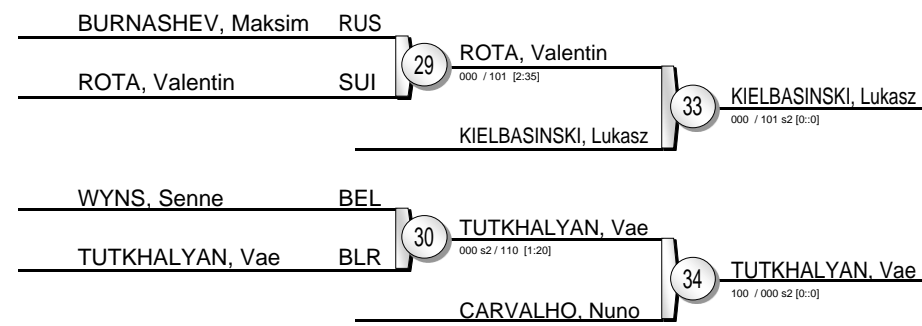 BURNASHEV, Maksim RUS
ROTA, Valentin SUI
29
ROTA, Valentin
000 / 101 [2:35]
KIELBASINSKI, Lukasz
33
KIELBASINSKI, Lukasz
000 / 101 s2 [0::0]
WYNS, Senne BEL
TUTKHALYAN, Vae BLR
30
TUTKHALYAN, Vae
000 s2 / 110 [1:20]
CARVALHO, Nuno
34
TUTKHALYAN, Vae
100 / 000 s2 [0::0]